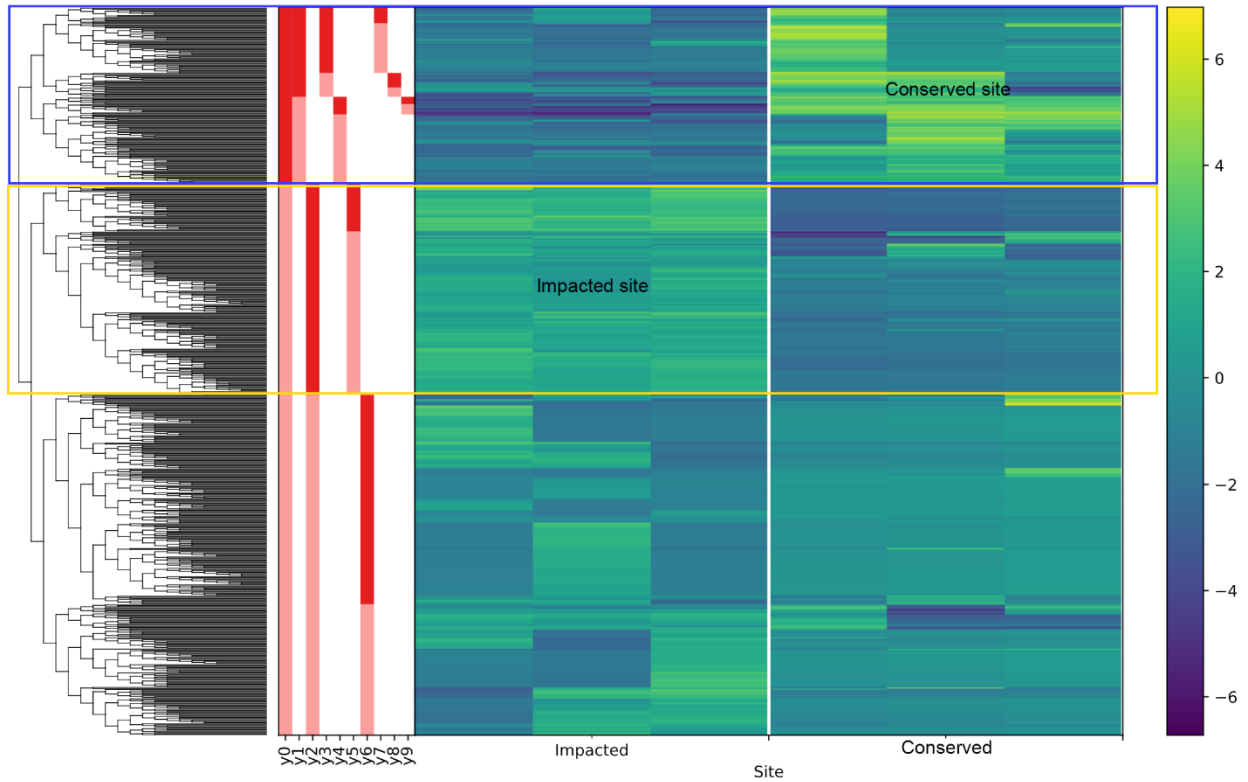 6
Conserved site
4
2
Impacted site
0
−2
−4
−6
y0
y1
y2
y3
y4
y5
y6
y7
y8
y9
Impacted
Conserved
Site